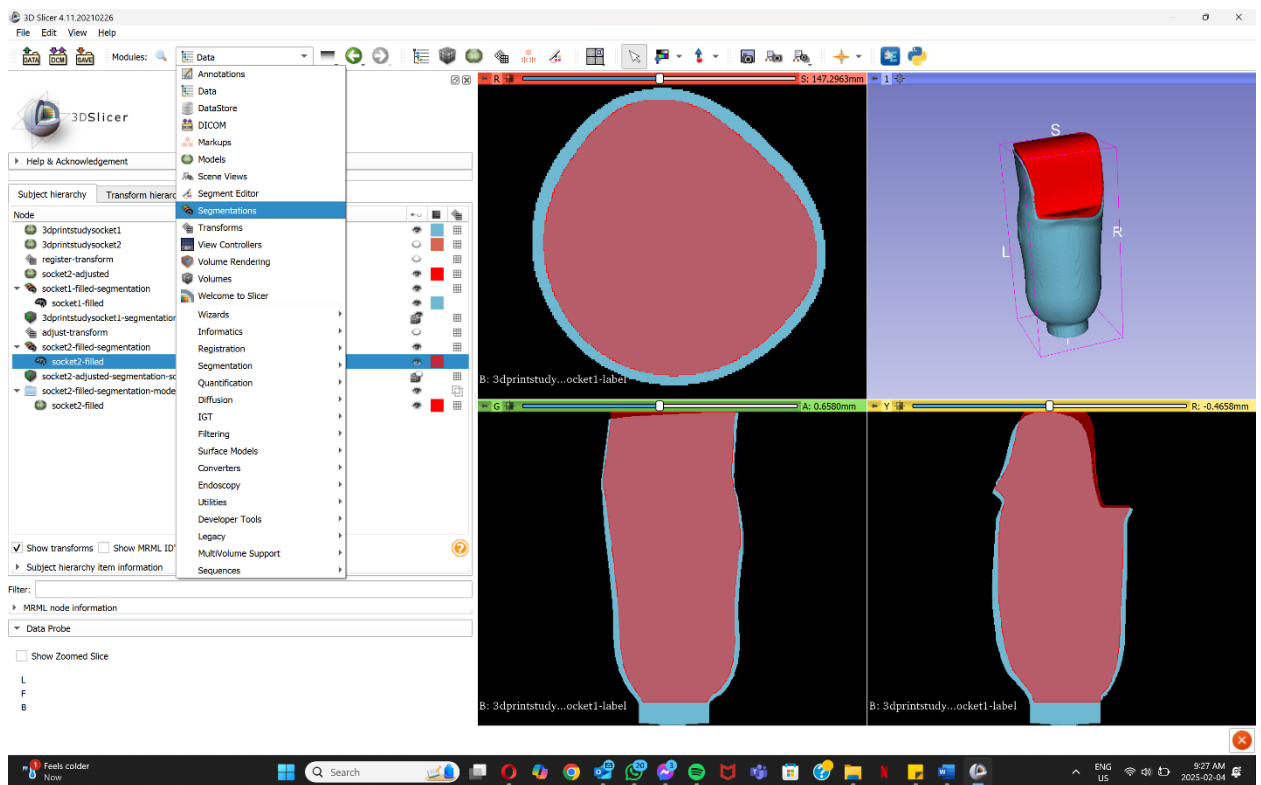 3D Slicer 4.11.20210226
File Edit View Help
DATA DCM SAVE Modules: Data
Annotations
Data
DataStore
DICOM
Markups
Models
Scene Views
Segment Editor
Segmentations
Transforms
View Controllers
Volume Rendering
Volumes
Welcome to Slicer
Wizards
Informatics
Registration
Segmentation
Quantification
Diffusion
IGT
Filtering
Surface Models
Converters
Endoscopy
Utilities
Developer Tools
Legacy
MultiVolume Support
Sequences
3DSlicer
Help & Acknowledgement
Subject hierarchy Transform hierarc
Node
3dprintstudysocket1
3dprintstudysocket2
register-transform
socket2-adjusted
socket1-filled-segmentation
socket1-filled
3dprintstudysocket1-segmentation
adjust-transform
socket2-filled-segmentation
socket2-filled
socket2-adjusted-segmentation-so
socket2-filled-segmentation-mode
socket2-filled
Show transforms Show MRML ID'
Subject hierarchy item information
Filter:
MRML node information
Data Probe
Show Zoomed Slice
L
F
B
R S: 147.2963mm
B: 3dprintstudy...ocket1-label
1
S
R
L
I
G A: 0.6580mm
B: 3dprintstudy...ocket1-label
Y R: -0.4658mm
B: 3dprintstudy...ocket1-label
1 Feels colder
Now
Search
20
3
ENG
US
9:27 AM
2025-02-04